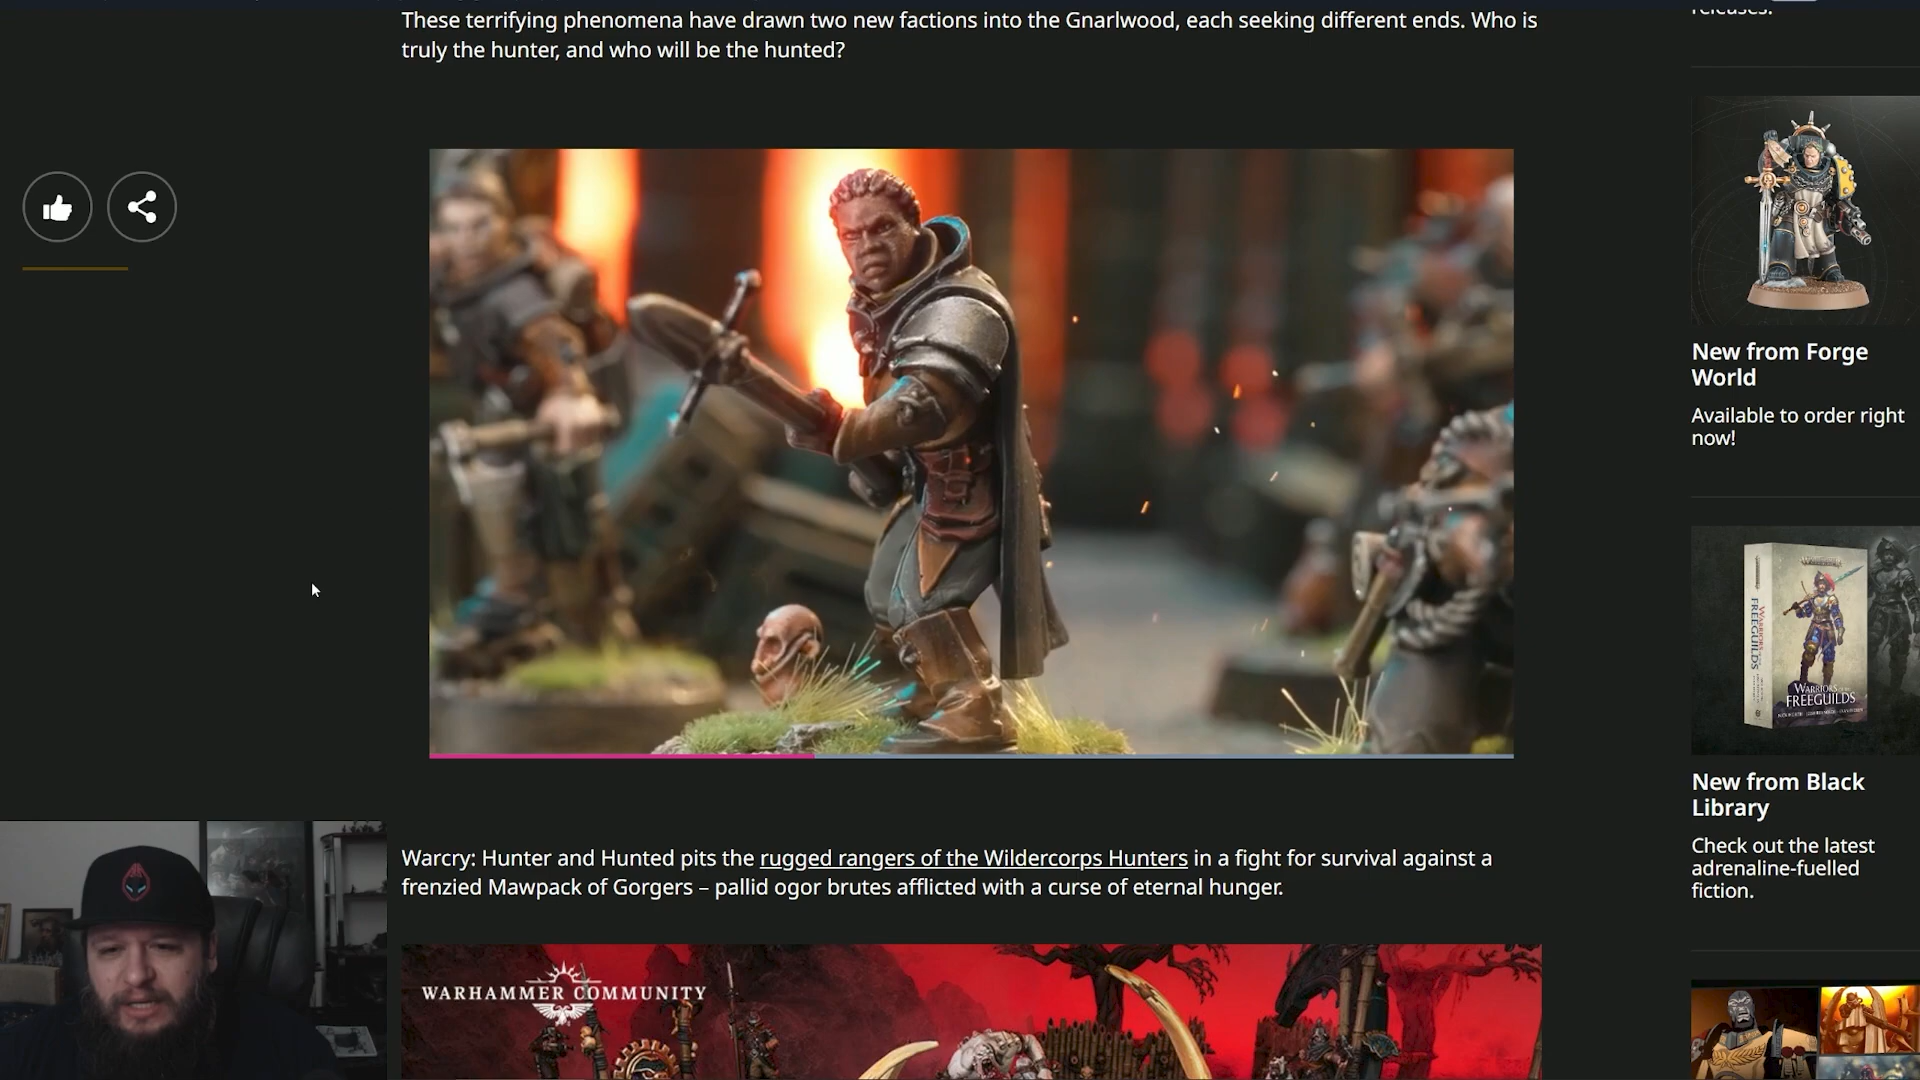 These terrifying phenomena have drawn two new factions into the Gnarlwood, each seeking different ends. Who is
truly the hunter, and who will be the hunted?
releases.
New from Forge
World
Available to order right
now!
WARRIORS
FREEGUILDS
WARRIORS
FREEGUILDS
New from Black
Library
Check out the latest
adrenaline-fuelled
fiction.
Warcry: Hunter and Hunted pits the rugged rangers of the Wildercorps Hunters in a fight for survival against a
frenzied Mawpack of Gorgers – pallid ogor brutes afflicted with a curse of eternal hunger.
WARHAMMER COMMUNITY